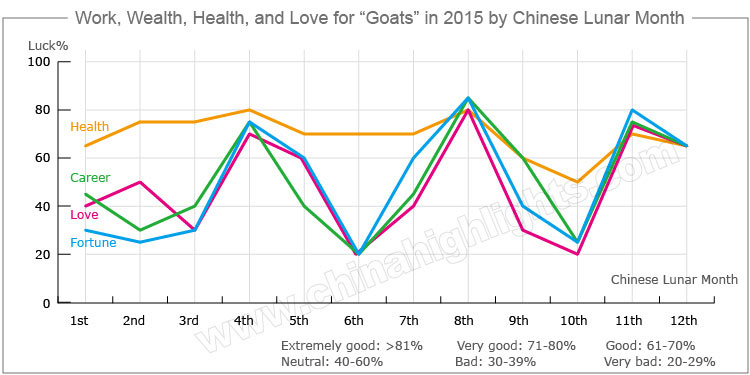 Work, Wealth, Health, and Love for “Goats” in 2015 by Chinese Lunar Month
Luck%
100
80
Health
60
Career
40
Love
Fortune
20
Chinese Lunar Month
0
1st 2nd 3rd 4th 5th 6th 7th 8th 9th 10th 11th 12th
Extremely good: >81% Very good: 71-80% Good: 61-70%
Neutral: 40-60% Bad: 30-39% Very bad: 20-29%
www.chinahighlights.com